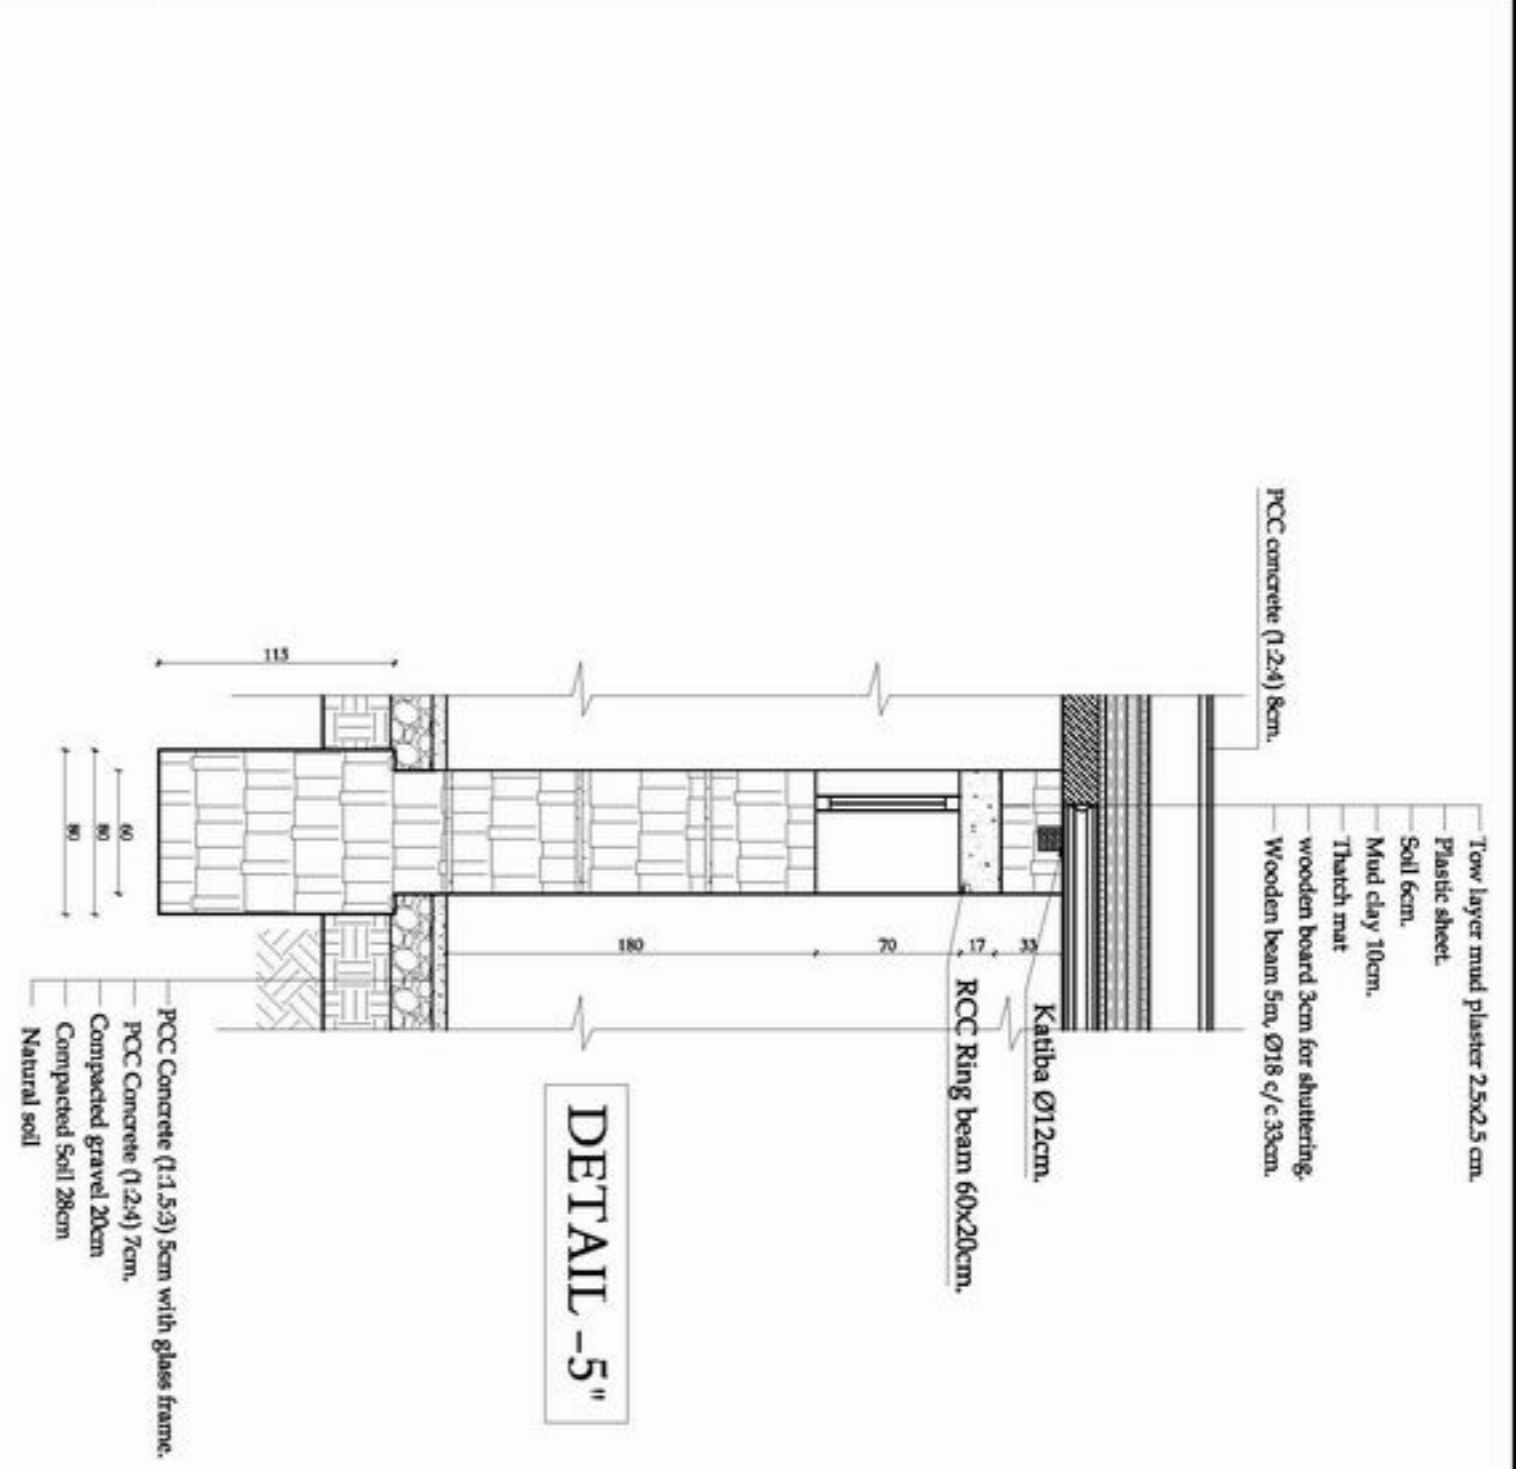 PCC concrete (1:2:4) 8cm.
Tow layer mud plaster 2.5x2.5 cm.
Plastic sheet.
Soil 6cm.
Mud clay 10cm.
Thatch mat
wooden board 3cm for shuttering.
Wooden beam 5m, Ø18 c/c 33cm.
Katiba Ø12cm.
RCC Ring beam 60x20cm.
33
17
70
180
115
60
80
80
PCC Concrete (1:1.5:3) 5cm with glass frame.
PCC Concrete (1:2:4) 7cm.
Compacted gravel 20cm
Compacted Soil 28cm
Natural soil
DETAIL -5"